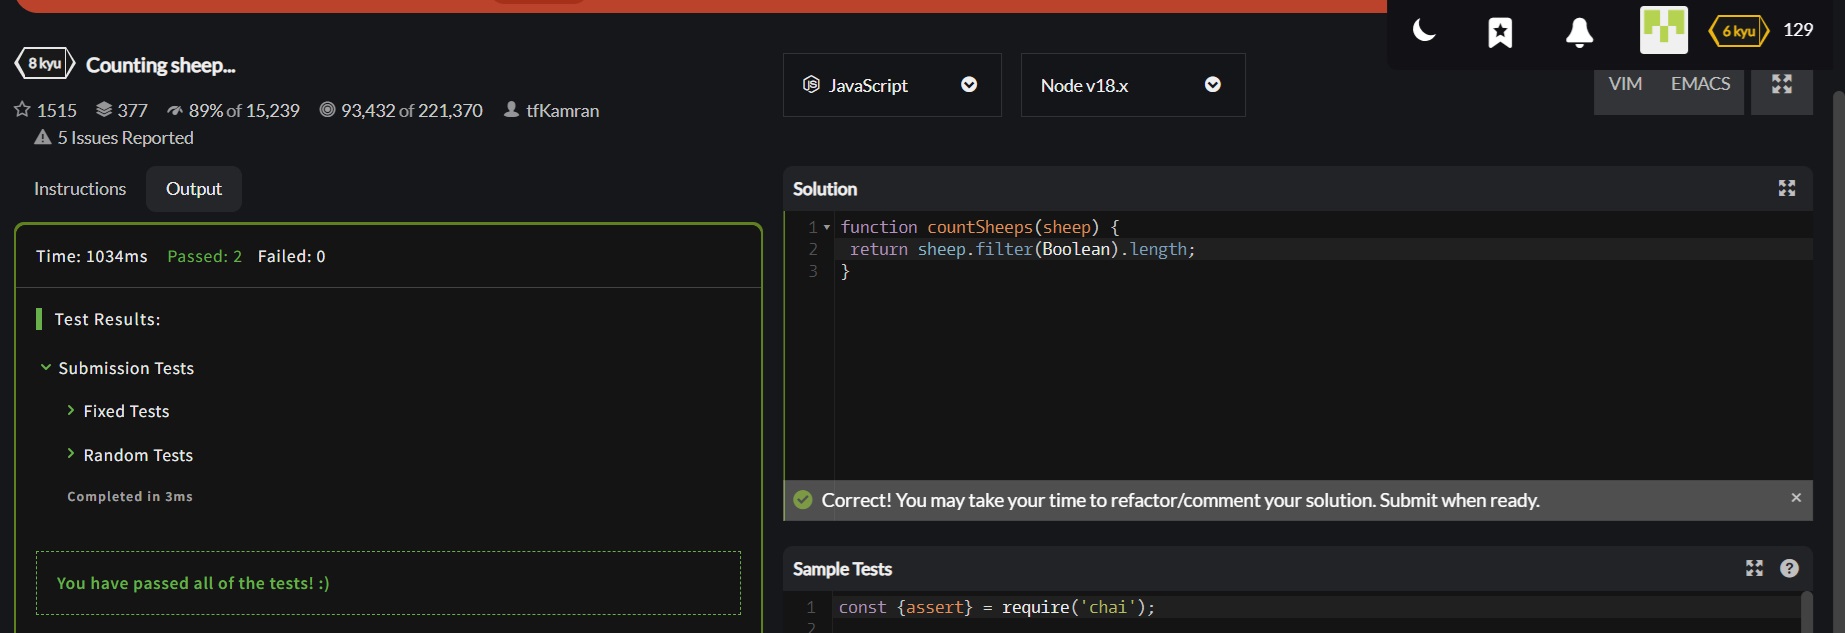 6 kyu 129
8 kyu Counting sheep...
JavaScript
Node v18.x
VIM EMACS
1515 377 89% of 15,239 93,432 of 221,370 tfKamran
5 Issues Reported
Instructions Output
Time: 1034ms Passed: 2 Failed: 0
Test Results:
Submission Tests
Fixed Tests
Random Tests
Completed in 3ms
You have passed all of the tests! :)
Solution
1 function countSheeps(sheep) {
2 return sheep.filter(Boolean).length;
3 }
Correct! You may take your time to refactor/comment your solution. Submit when ready.
Sample Tests
1 const {assert} = require('chai');
2